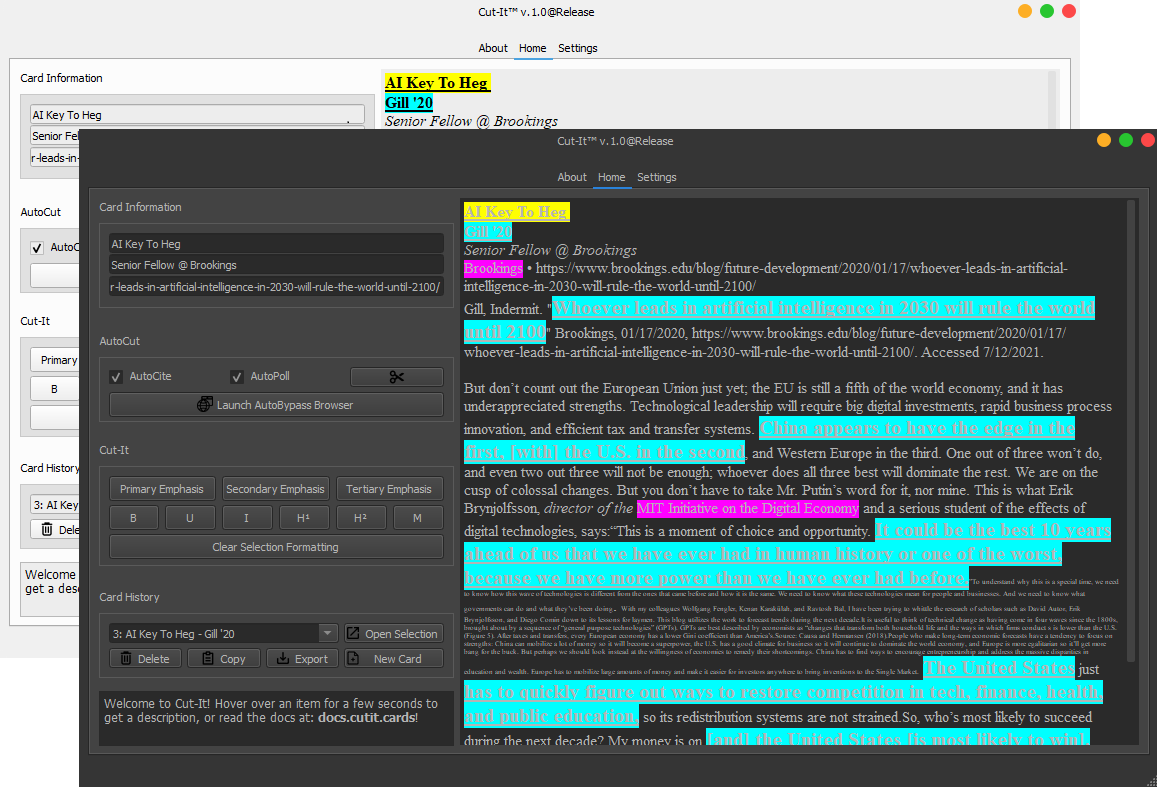 Cut-It™ v.1.0@Release
About Home Settings
Card Information
AI Key To Heg
Senior Fel
r-leads-in-
AutoCut
AutoC
Cut-It
Primary
B
Card History
3: AI Key
Dele
Welcome
get a desc
AI Key To Heg
Gill '20
Senior Fellow @ Brookings
Cut-It™ v.1.0@Release
About Home Settings
Card Information
AI Key To Heg
Senior Fellow @ Brookings
r-leads-in-artificial-intelligence-in-2030-will-rule-the-world-until-2100/
AutoCut
AutoCite AutoPoll
Launch AutoBypass Browser
Cut-It
Primary Emphasis Secondary Emphasis Tertiary Emphasis
B U I H¹ H² M
Clear Selection Formatting
Card History
3: AI Key To Heg - Gill '20 Open Selection
Delete Copy Export New Card
Welcome to Cut-It! Hover over an item for a few seconds to
get a description, or read the docs at: docs.cutit.cards!
AI Key To Heg
Gill '20
Senior Fellow @ Brookings
Brookings • https://www.brookings.edu/blog/future-development/2020/01/17/whoever-leads-in-artificial-
intelligence-in-2030-will-rule-the-world-until-2100/
Gill, Indermit. "Whoever leads in artificial intelligence in 2030 will rule the world
until 2100" Brookings, 01/17/2020, https://www.brookings.edu/blog/future-development/2020/01/17/
whoever-leads-in-artificial-intelligence-in-2030-will-rule-the-world-until-2100/. Accessed 7/12/2021.
But don’t count out the European Union just yet; the EU is still a fifth of the world economy, and it has
underappreciated strengths. Technological leadership will require big digital investments, rapid business process
innovation, and efficient tax and transfer systems. China appears to have the edge in the
first, [with] the U.S. in the second, and Western Europe in the third. One out of three won’t do,
and even two out three will not be enough; whoever does all three best will dominate the rest. We are on the
cusp of colossal changes. But you don’t have to take Mr. Putin’s word for it, nor mine. This is what Erik
Brynjolfsson, director of the MIT Initiative on the Digital Economy and a serious student of the effects of
digital technologies, says:“This is a moment of choice and opportunity. It could be the best 10 years
ahead of us that we have ever had in human history or one of the worst,
because we have more power than we have ever had before. "To understand why this is a special time, we need
to know how this wave of technologies is different from the ones that came before and how it is the same. We need to know what these technologies mean for people and businesses. And we need to know what
governments can do and what they’ve been doing. With my colleagues Wolfgang Fengler, Kenan Karakülah, and Ravtosh Bal, I have been trying to whittle the research of scholars such as David Autor, Erik
Brynjolfsson, and Diego Comin down to its lessons for laymen. This blog utilizes the work to forecast trends during the next decade.It is useful to think of technical change as having come in four waves since the 1800s,
brought about by a sequence of “general purpose technologies” (GPTs). GPTs are best described by economists as “changes that transform both household life and the ways in which firms conduct
(Figure 5). After taxes and transfers, every European economy has a lower Gini coefficient than America’s.Source: Causa and Hermansen (2018).People who make long-term economic forecasts have a tendency to focus on
strengths: China can mobilize a lot of money so it will become a superpower, the U.S. has a good climate for business so it will continue to dominate the world economy, and Europe is more egalitarian so it’ll get more
bang for the buck. But perhaps we should look instead at the willingness of economies to remedy their shortcomings. China has to find ways to encourage entrepreneurship and address the massive disparities in
education and wealth. Europe has to mobilize large amounts of money and make it easier for investors anywhere to bring inventions to the Single Market. The United States just
has to quickly figure out ways to restore competition in tech, finance, health,
and public education, so its redistribution systems are not strained.So, who’s most likely to succeed
during the next decade? My money is on [and] the United States [is most likely to win].